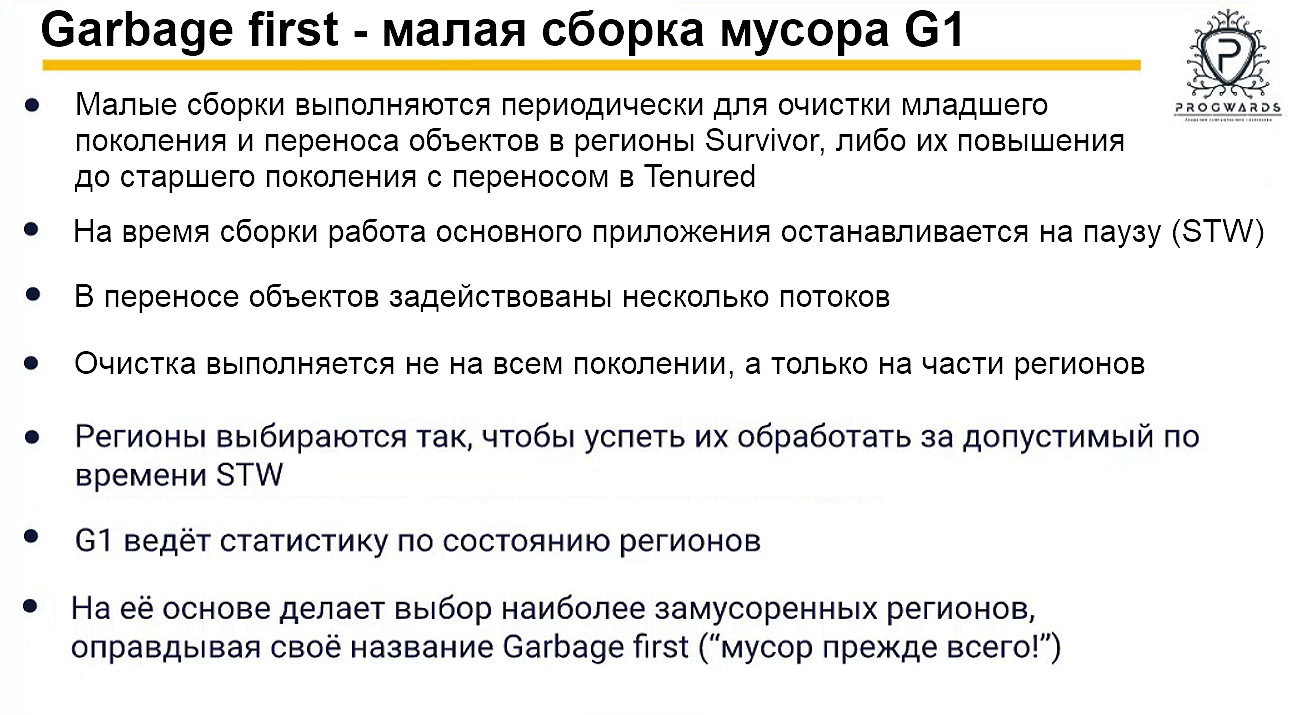 Garbage first - малая сборка мусора G1
PROGWARDS
• Малые сборки выполняются периодически для очистки младшего
поколения и переноса объектов в регионы Survivor, либо их повышения
до старшего поколения с переносом в Tenured
• На время сборки работа основного приложения останавливается на паузу (STW)
• В переносе объектов задействованы несколько потоков
• Очистка выполняется не на всем поколении, а только на части регионов
• Регионы выбираются так, чтобы успеть их обработать за допустимый по
времени STW
• G1 ведёт статистику по состоянию регионов
• На её основе делает выбор наиболее замусоренных регионов,
оправдывая своё название Garbage first (“мусор прежде всего!”)